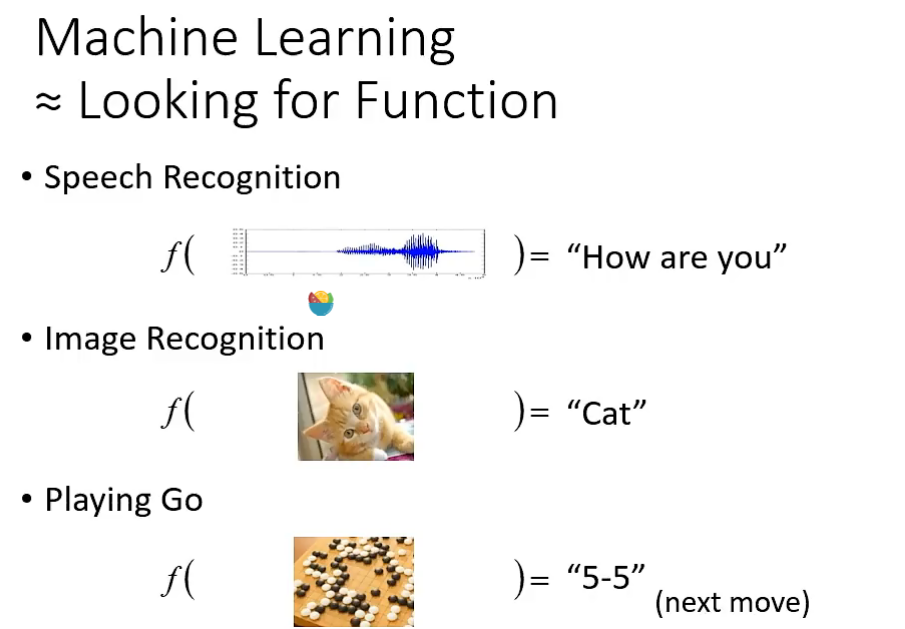 Machine Learning
≈ Looking for Function
• Speech Recognition
f( )= “How are you”
• Image Recognition
f( )= “Cat”
• Playing Go
f( )= “5-5”
(next move)